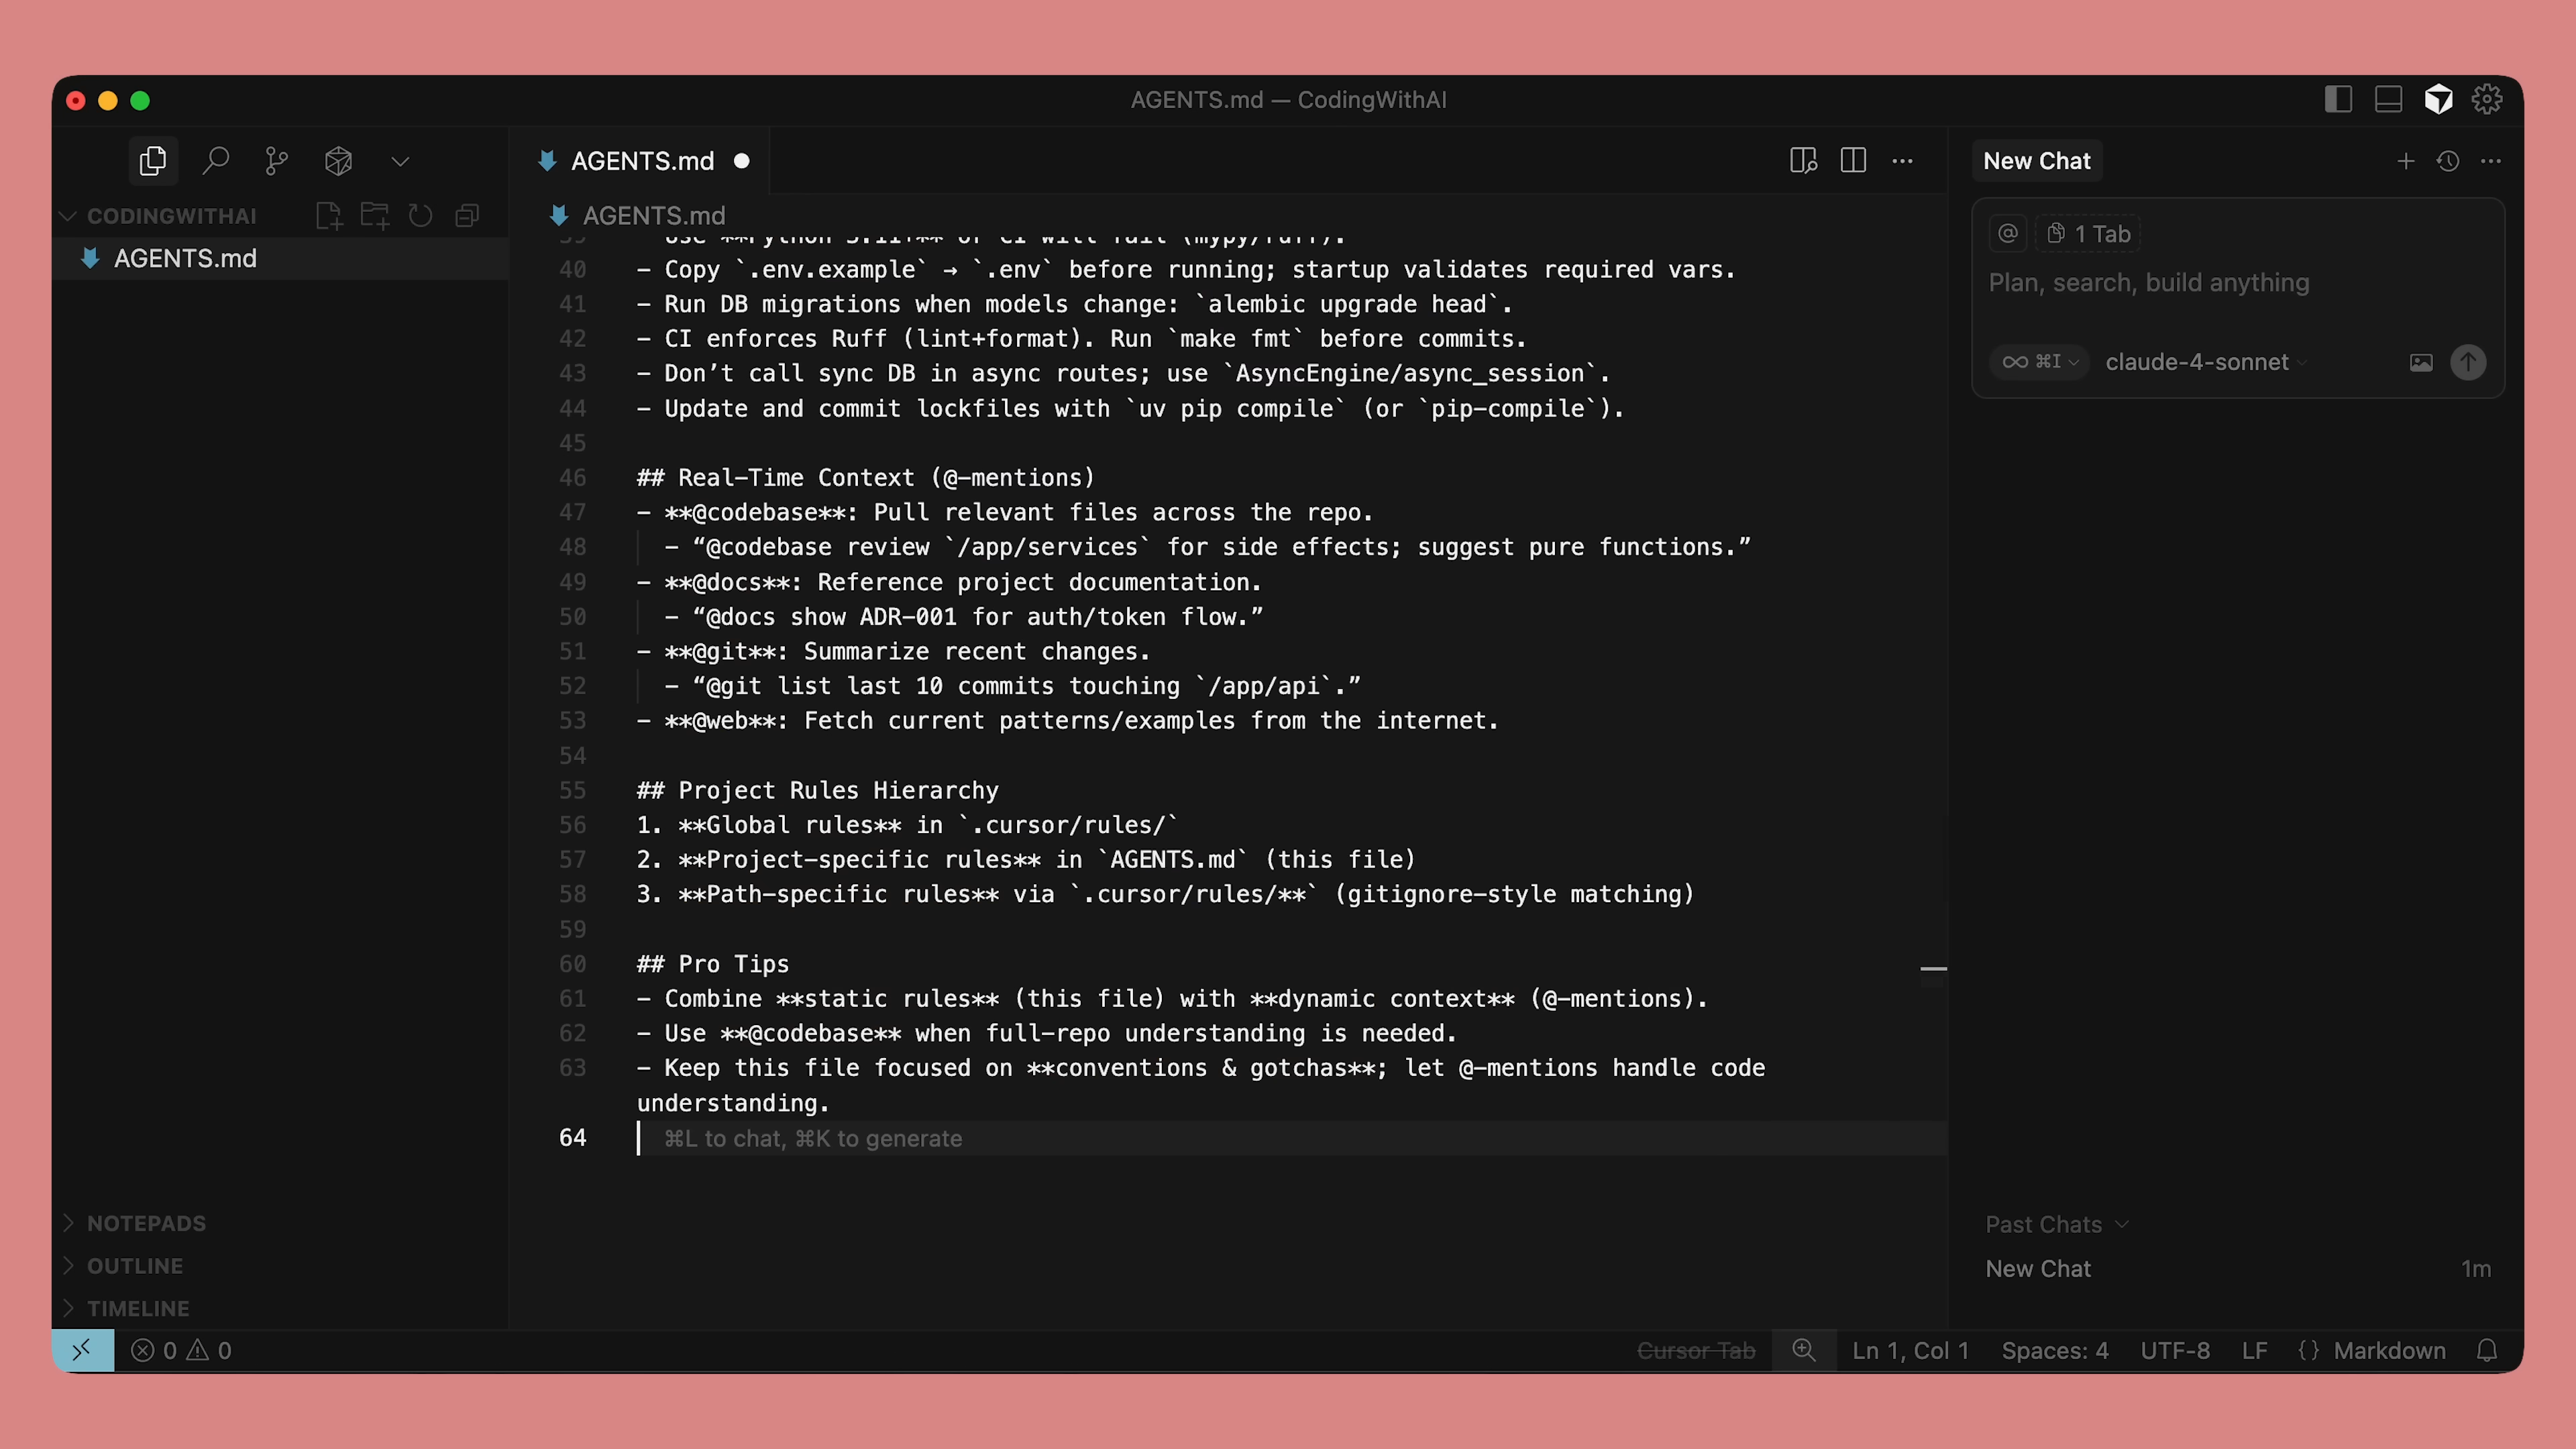 AGENTS.md — CodingWithAI
CODINGWITHAI
AGENTS.md
NOTEPADS
OUTLINE
TIMELINE
AGENTS.md
AGENTS.md
39 - Use **Python 3.11+** or CI will fail (mypy/ruff).
40 - Copy `.env.example` → `.env` before running; startup validates required vars.
41 - Run DB migrations when models change: `alembic upgrade head`.
42 - CI enforces Ruff (lint+format). Run `make fmt` before commits.
43 - Don’t call sync DB in async routes; use `AsyncEngine/async_session`.
44 - Update and commit lockfiles with `uv pip compile` (or `pip-compile`).
45
46 ## Real-Time Context (@-mentions)
47 - **@codebase**: Pull relevant files across the repo.
48 - “@codebase review `/app/services` for side effects; suggest pure functions.”
49 - **@docs**: Reference project documentation.
50 - “@docs show ADR-001 for auth/token flow.”
51 - **@git**: Summarize recent changes.
52 - “@git list last 10 commits touching `/app/api`.”
53 - **@web**: Fetch current patterns/examples from the internet.
54
55 ## Project Rules Hierarchy
56 1. **Global rules** in `.cursor/rules/`
57 2. **Project-specific rules** in `AGENTS.md` (this file)
58 3. **Path-specific rules** via `.cursor/rules/**` (gitignore-style matching)
59
60 ## Pro Tips
61 - Combine **static rules** (this file) with **dynamic context** (@-mentions).
62 - Use **@codebase** when full-repo understanding is needed.
63 - Keep this file focused on **conventions & gotchas**; let @-mentions handle code
understanding.
64 ⌘L to chat, ⌘K to generate
New Chat
@ 1 Tab
Plan, search, build anything
∞ ⌘I claude-4-sonnet
Past Chats
New Chat 1m
0 0 Cursor Tab Ln 1, Col 1 Spaces: 4 UTF-8 LF {} Markdown